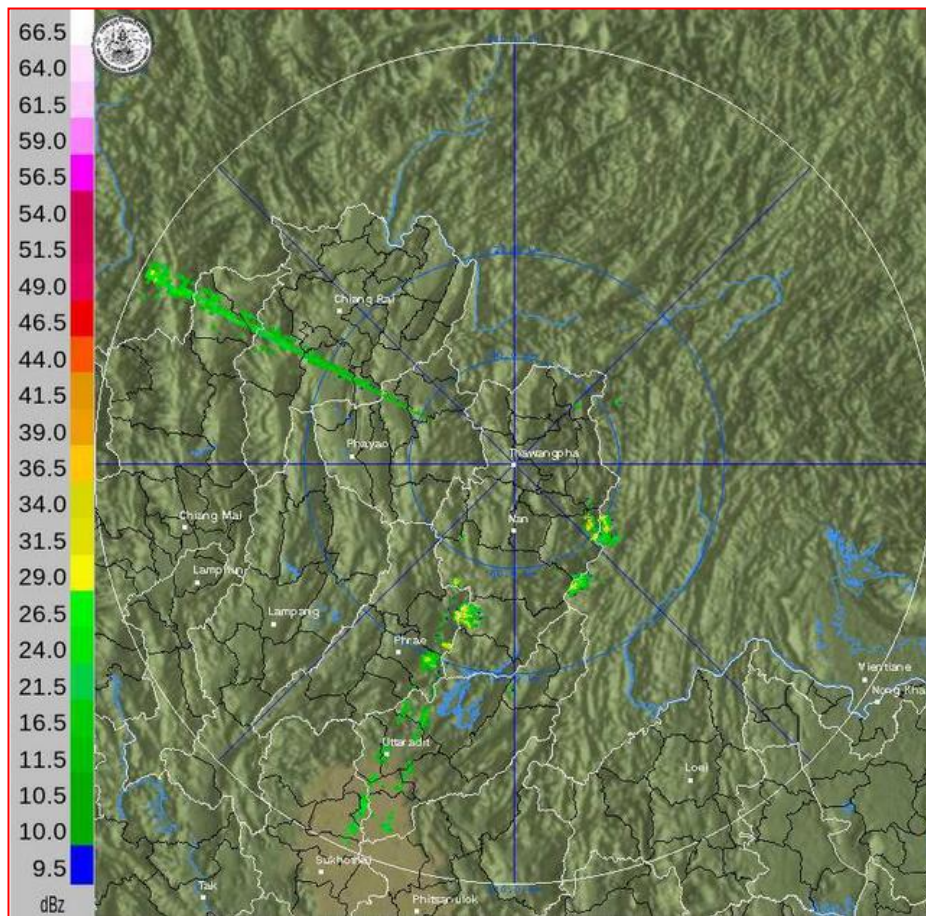 66.5
64.0
61.5
59.0
56.5
54.0
51.5
49.0
46.5
44.0
41.5
39.0
36.5
34.0
31.5
29.0
26.5
24.0
21.5
16.5
11.5
10.5
10.0
9.5
dBz
Chiang Rai
Phayao
Thawangpha
Chiang Mai
Nan
Lamphun
Lampang
Phrae
Vientiane
Nong Kha
Uttaradit
Loei
Sukhothai
Tak
Phitsanulok